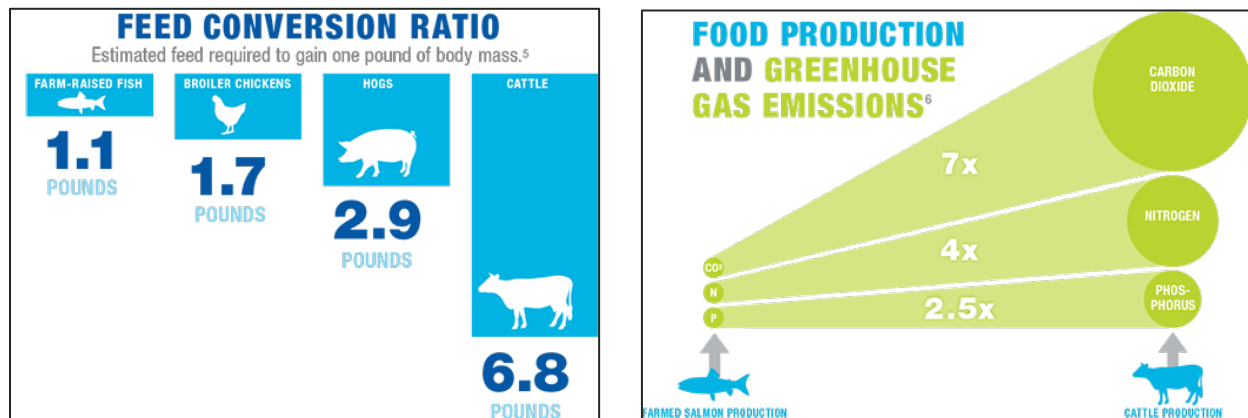 FEED CONVERSION RATIO
Estimated feed required to gain one pound of body mass.⁵
FARM-RAISED FISH
1.1
POUNDS
BROILER CHICKENS
1.7
POUNDS
HOGS
2.9
POUNDS
CATTLE
6.8
POUNDS
FOOD PRODUCTION
AND GREENHOUSE
GAS EMISSIONS⁶
CARBON
DIOXIDE
7x
NITROGEN
4x
PHOS-
PHORUS
2.5x
CO²
N
P
FARMED SALMON PRODUCTION
CATTLE PRODUCTION